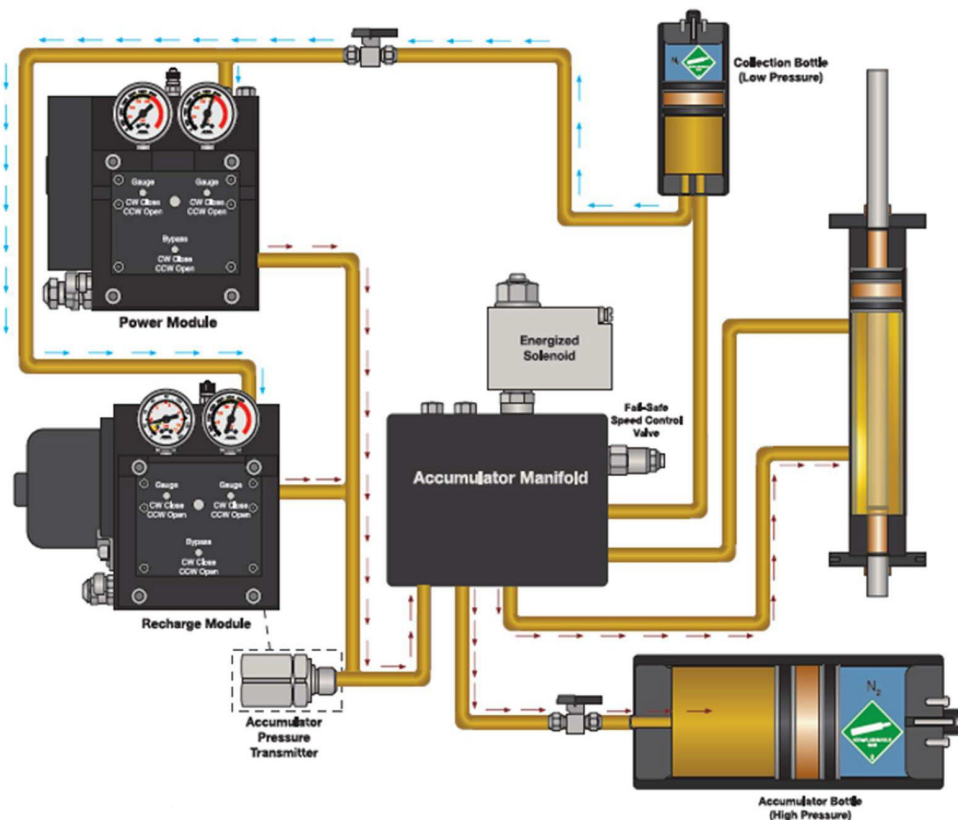 N₂
Collection Bottle
(Low Pressure)
Gauge
Gauge
CW Close
CCW Open
CW Close
CCW Open
Bypass
CW Close
CCW Open
Power Module
Energized
Solenoid
Fail-Safe
Speed Control
Valve
Accumulator Manifold
Gauge
Gauge
CW Close
CCW Open
CW Close
CCW Open
Bypass
CW Close
CCW Open
Recharge Module
N₂
Accumulator
Pressure
Transmitter
Accumulator Bottle
(High Pressure)